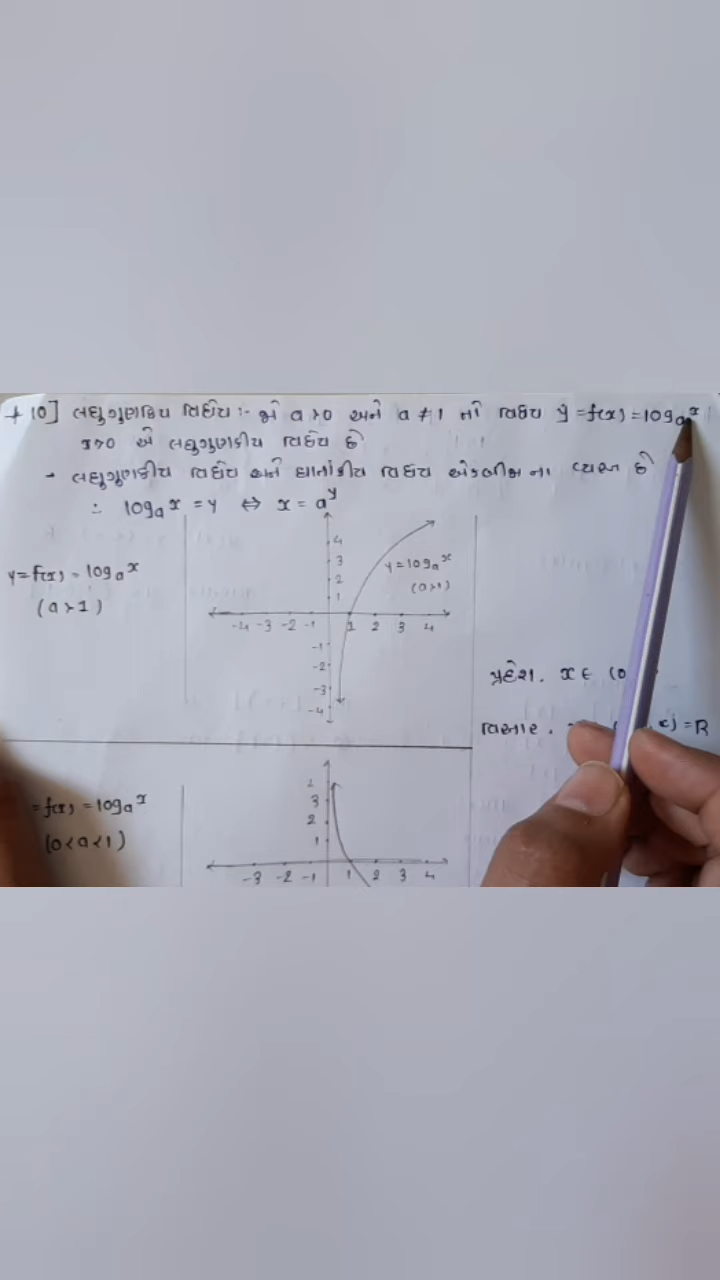 * 10] લઘુગુણકિય વિધેય :- જો a > 0 અને a ≠ 1 તો વિધેય y = f(x) = logₐx
x > 0 એ લઘુગુણકીય વિધેય છે
- લઘુગુણકીય વિધેય અને ઘાતાંકીય વિધેય એકબીજા ના વ્યસ્ત છે
∴ logₐx = y ⇔ x = aʸ
y = f(x) = logₐx
(a > 1)
4
3
2
1
-4 -3 -2 -1 1 2 3 4
-1
-2
-3
-4
y = logₐx
(a>1)
પ્રદેશ. x ∈ (0
વિસ્તાર. = R
= f(x) = logₐx
(0 < a < 1)
3
2
1
-3 -2 -1 1 2 3 4